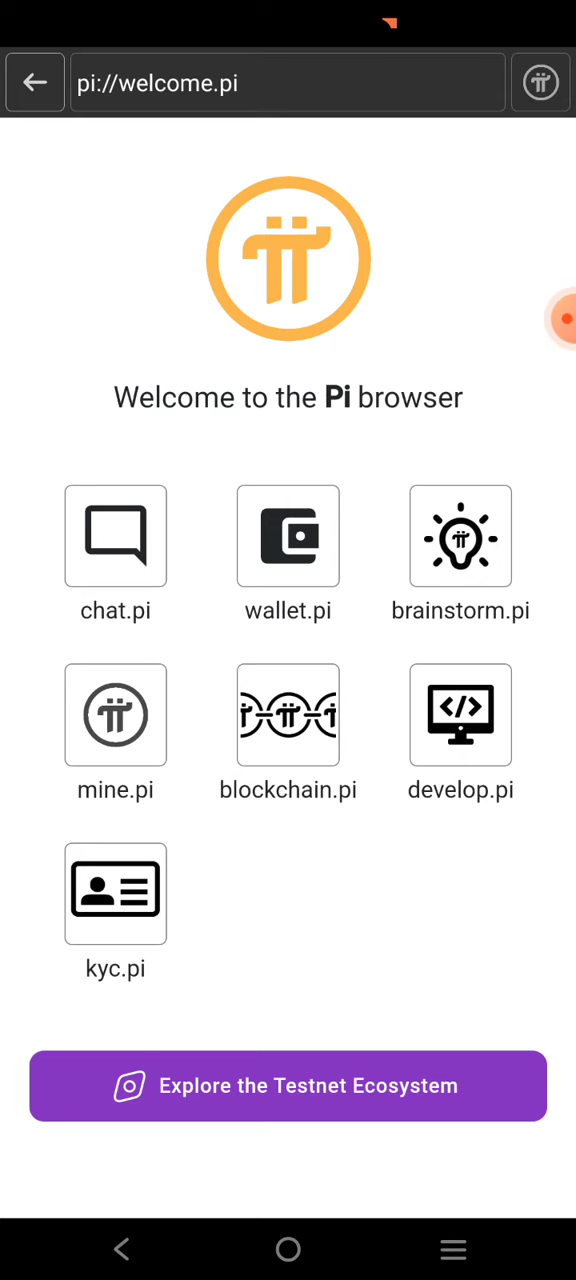 pi://welcome.pi
Welcome to the Pi browser
chat.pi
wallet.pi
brainstorm.pi
mine.pi
blockchain.pi
develop.pi
kyc.pi
Explore the Testnet Ecosystem